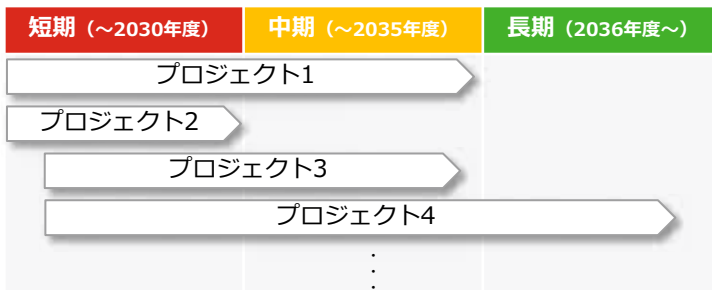 短期（～2030年度） 中期（～2035年度） 長期（2036年度～）
プロジェクト1
プロジェクト2
プロジェクト3
プロジェクト4
・
・
・